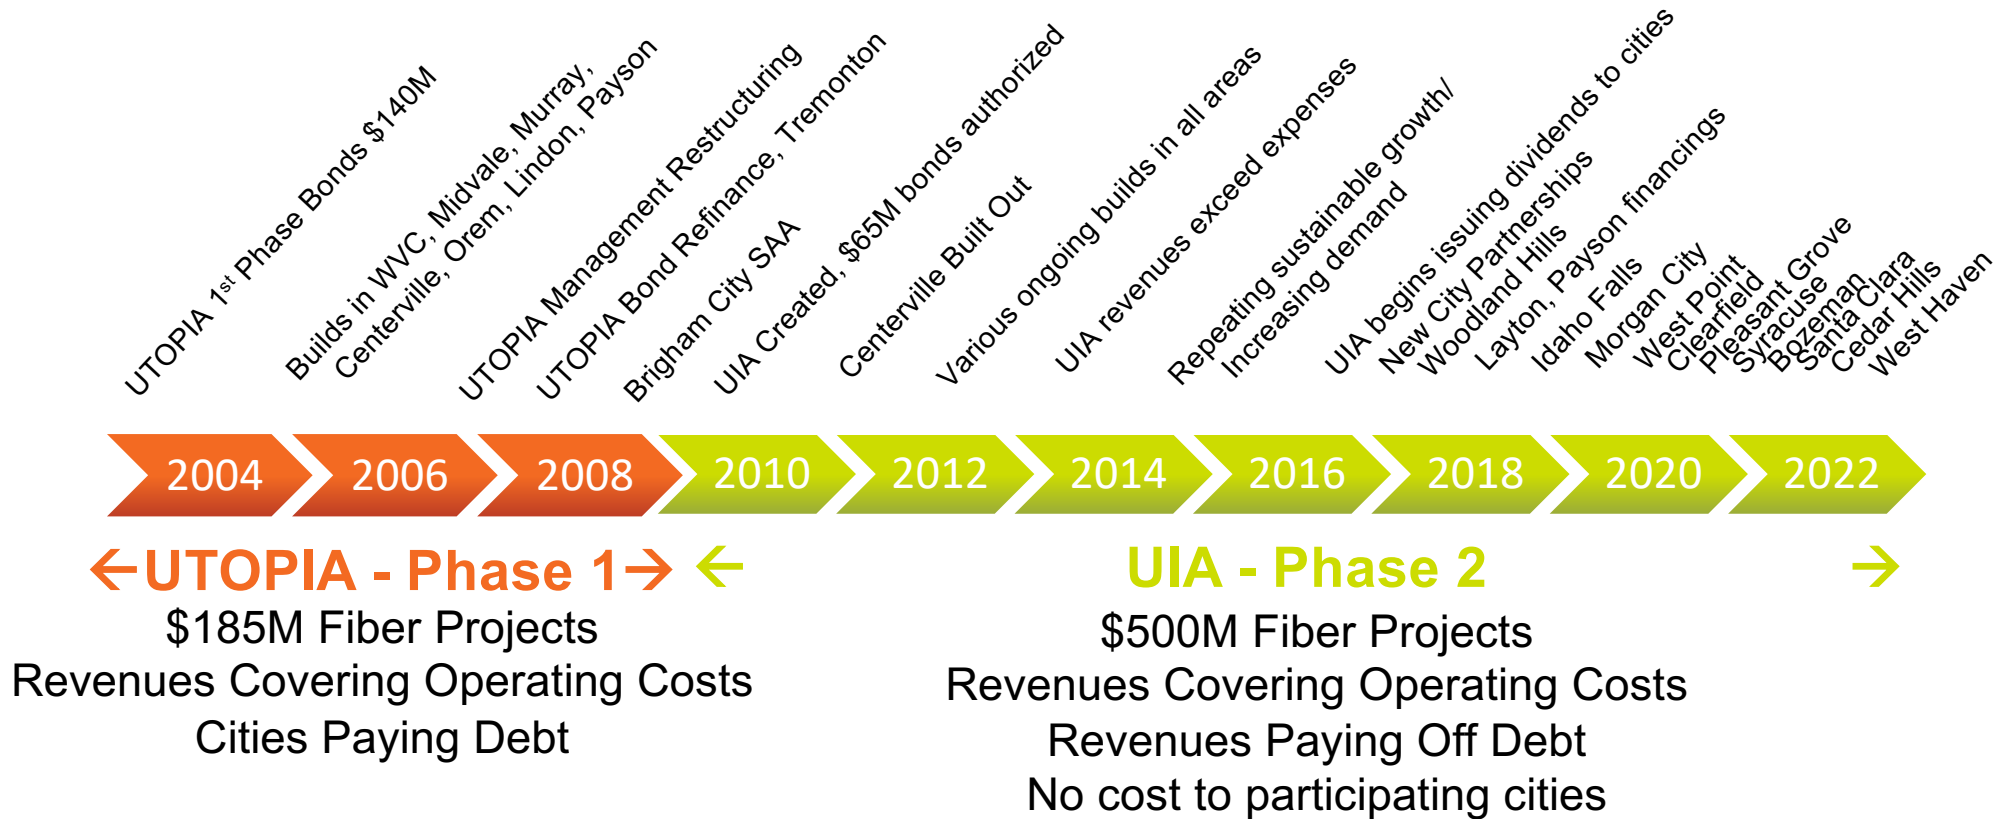 UTOPIA 1st Phase Bonds $140M
Builds in WVC, Midvale, Murray,
Centerville, Orem, Lindon, Payson
UTOPIA Management Restructuring
UTOPIA Bond Refinance, Tremonton
Brigham City SAA
UIA Created, $65M bonds authorized
Centerville Built Out
Various ongoing builds in all areas
UIA revenues exceed expenses
Repeating sustainable growth/
Increasing demand
UIA begins issuing dividends to cities
New City Partnerships
Woodland Hills
Layton, Payson financings
Idaho Falls
Morgan City
West Point
Clearfield
Pleasant Grove
Syracuse
Bozeman
Santa Clara
Cedar Hills
West Haven
2004 2006 2008 2010 2012 2014 2016 2018 2020 2022
←UTOPIA - Phase 1→ ← UIA - Phase 2 →
$185M Fiber Projects
Revenues Covering Operating Costs
Cities Paying Debt
$500M Fiber Projects
Revenues Covering Operating Costs
Revenues Paying Off Debt
No cost to participating cities